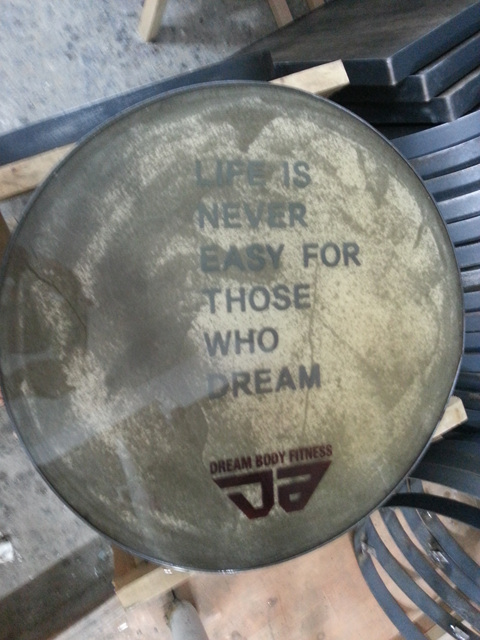 LIFE IS
NEVER
EASY FOR
THOSE
WHO
DREAM
DREAM BODY FITNESS